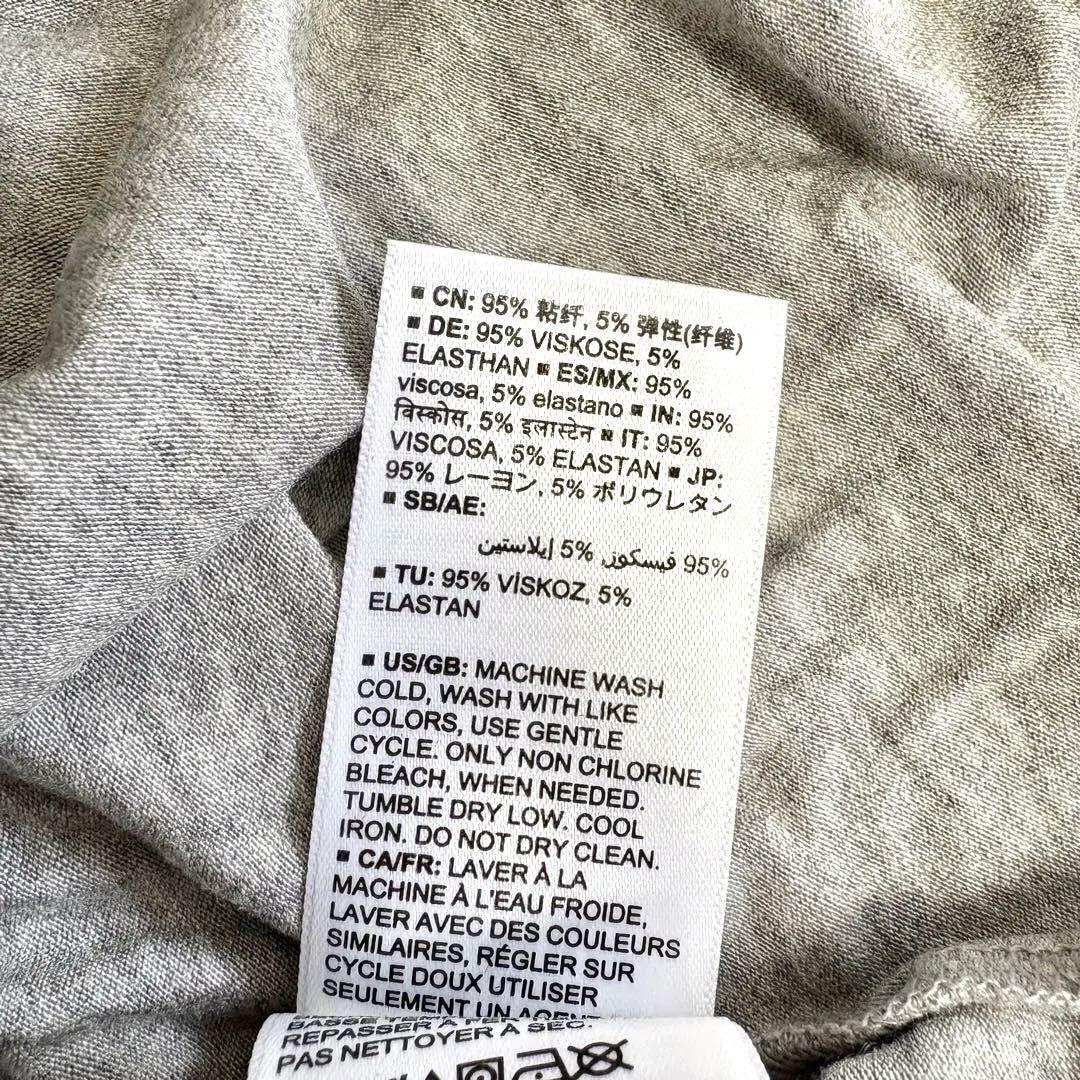 ▪ CN: 95% 粘纤, 5% 弹性(纤维)
▪ DE: 95% VISKOSE, 5%
ELASTHAN ▪ ES/MX: 95%
viscosa, 5% elastano ▪ IN: 95%
विस्कोस, 5% इलास्टेन ▪ IT: 95%
VISCOSA, 5% ELASTAN ▪ JP:
95% レーヨン, 5% ポリウレタン
▪ SB/AE:
95% فيسكوز, 5% إيلاستين
▪ TU: 95% VİSKOZ, 5%
ELASTAN
▪ US/GB: MACHINE WASH
COLD, WASH WITH LIKE
COLORS, USE GENTLE
CYCLE. ONLY NON CHLORINE
BLEACH, WHEN NEEDED.
TUMBLE DRY LOW. COOL
IRON. DO NOT DRY CLEAN.
▪ CA/FR: LAVER À LA
MACHINE À L'EAU FROIDE,
LAVER AVEC DES COULEURS
SIMILAIRES, RÉGLER SUR
CYCLE DOUX UTILISER
SEULEMENT UN AGENT
BASSE
REPASSER À FER
PAS NETTOYER À SEC.